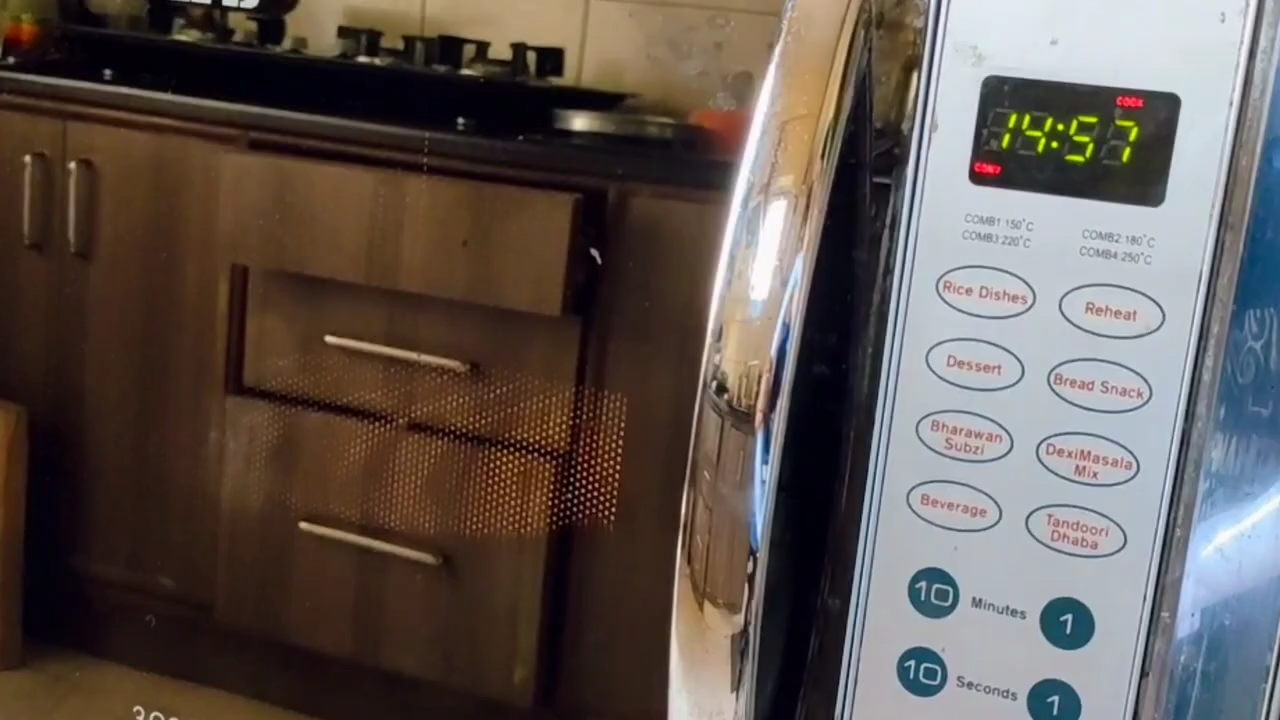 COOK
14:57
CONV
COMB1:150°C
COMB2:180°C
COMB3:220°C
COMB4:250°C
Rice Dishes
Reheat
Dessert
Bread Snack
Bharawan
Subzi
DexiMasala
Mix
Beverage
Tandoori
Dhaba
10 Minutes 1
10 Seconds 1